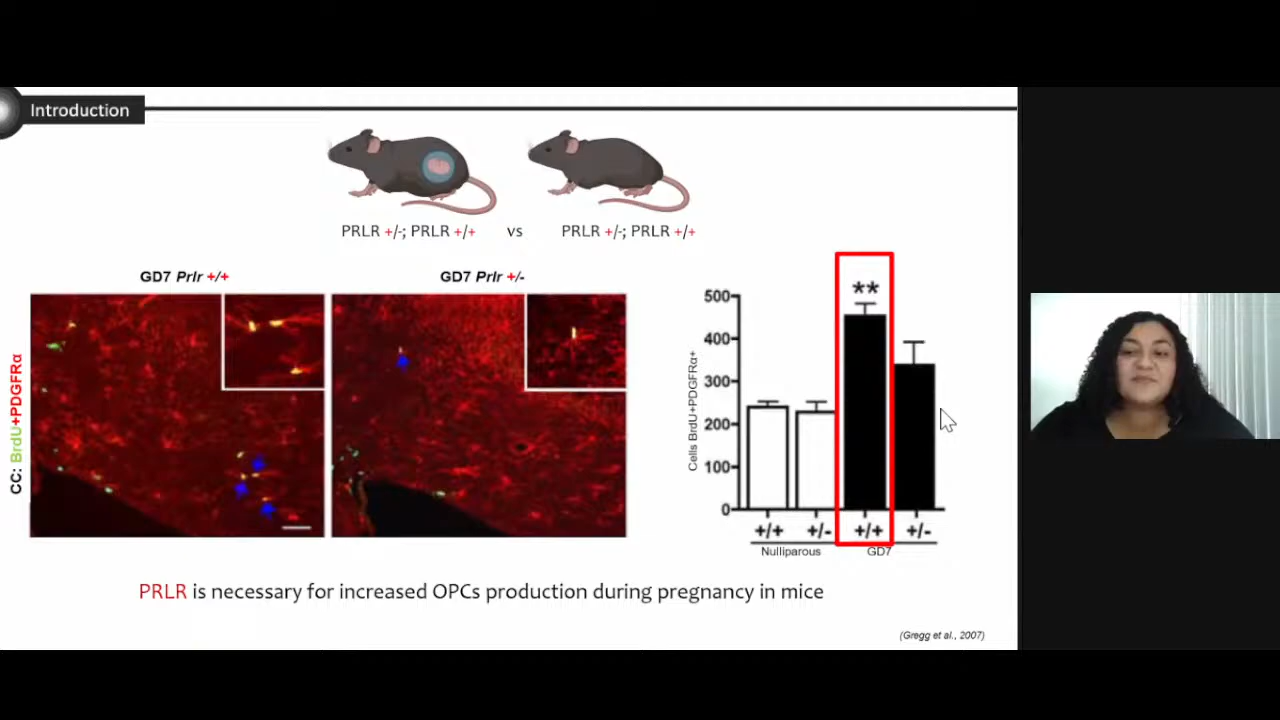 Introduction
PRLR +/-; PRLR +/+ vs PRLR +/-; PRLR +/+
GD7 Prlr +/+
GD7 Prlr +/-
CC: BrdU+PDGFRα
Cells BrdU+PDGFRα+
500
400
300
200
100
0
**
+/+ +/- +/+ +/-
Nulliparous GD7
PRLR is necessary for increased OPCs production during pregnancy in mice
(Gregg et al., 2007)